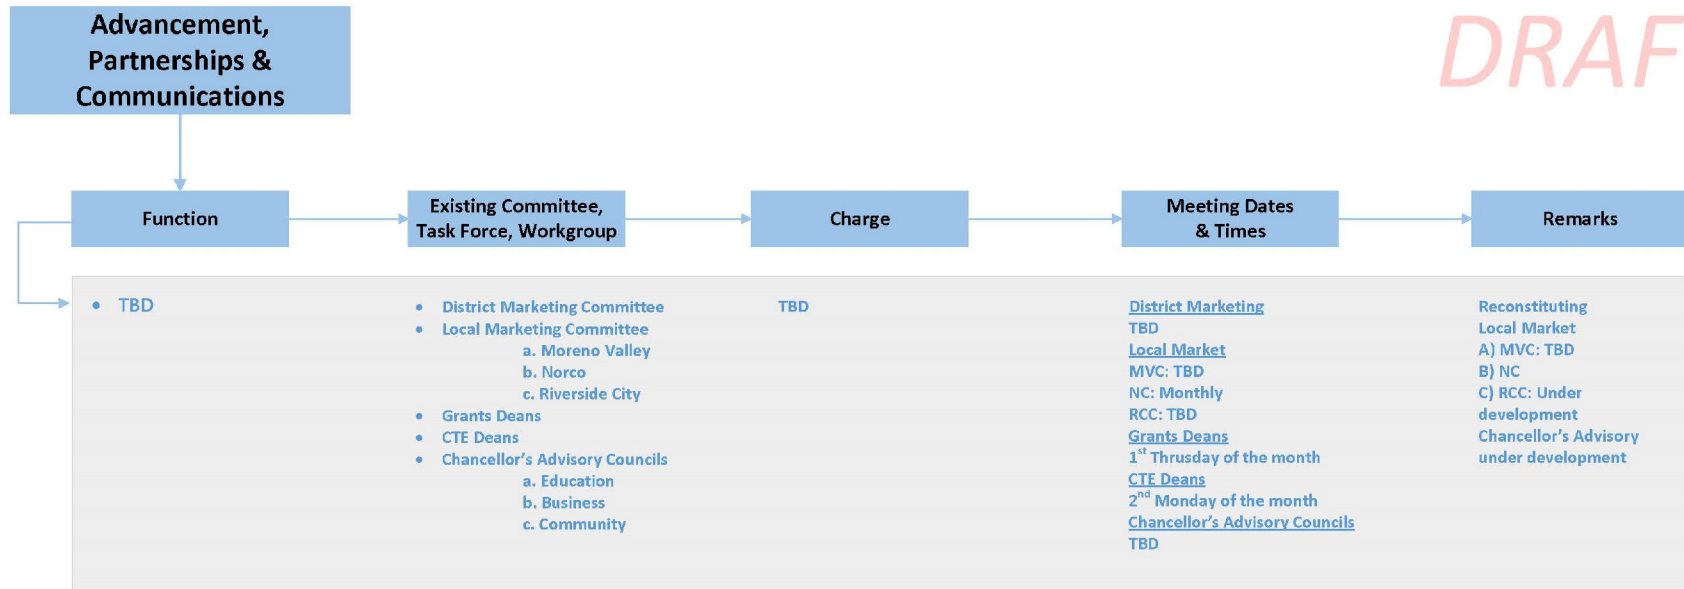 Advancement,
Partnerships &
Communications
DRAF
Function
Existing Committee,
Task Force, Workgroup
Charge
Meeting Dates
& Times
Remarks
• TBD
• District Marketing Committee
• Local Marketing Committee
a. Moreno Valley
b. Norco
c. Riverside City
• Grants Deans
• CTE Deans
• Chancellor's Advisory Councils
a. Education
b. Business
c. Community
TBD
District Marketing
TBD
Local Market
MVC: TBD
NC: Monthly
RCC: TBD
Grants Deans
1st Thrusday of the month
CTE Deans
2nd Monday of the month
Chancellor's Advisory Councils
TBD
Reconstituting
Local Market
A) MVC: TBD
B) NC
C) RCC: Under
development
Chancellor's Advisory
under development